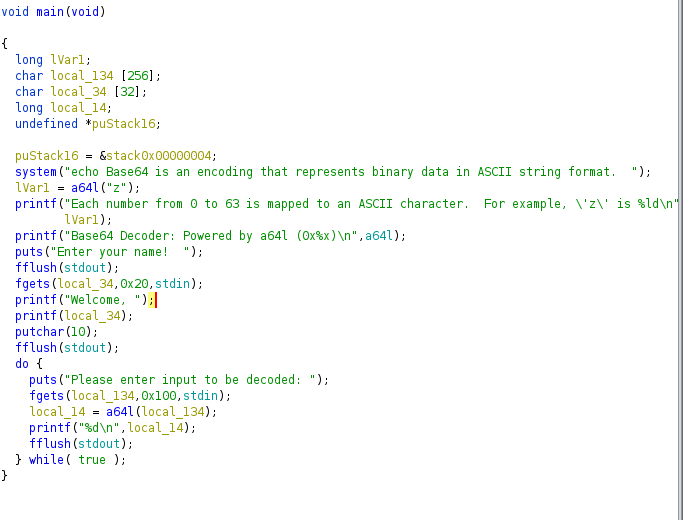 void main(void)
{
long lVar1;
char local_134 [256];
char local_34 [32];
long local_14;
undefined *puStack16;
puStack16 = &stack0x00000004;
system("echo Base64 is an encoding that represents binary data in ASCII string format.  ");
lVar1 = a64l("z");
printf("Each number from 0 to 63 is mapped to an ASCII character.  For example, \'z\' is %ld\n"
lVar1);
printf("Base64 Decoder: Powered by a64l (0x%x)\n",a64l);
puts("Enter your name!  ");
fflush(stdout);
fgets(local_34,0x20,stdin);
printf("Welcome, ");
printf(local_34);
putchar(10);
fflush(stdout);
do {
puts("Please enter input to be decoded: ");
fgets(local_134,0x100,stdin);
local_14 = a64l(local_134);
printf("%d\n",local_14);
fflush(stdout);
} while( true );
}